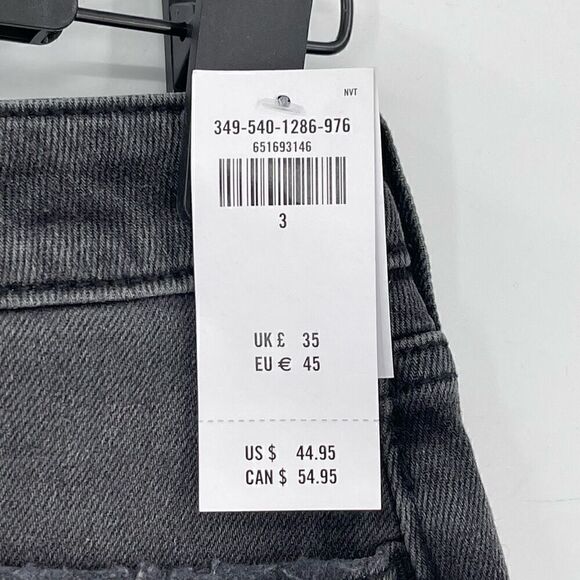 NVT
349-540-1286-976
651693146
3
UK £ 35
EU € 45
US $ 44.95
CAN $ 54.95